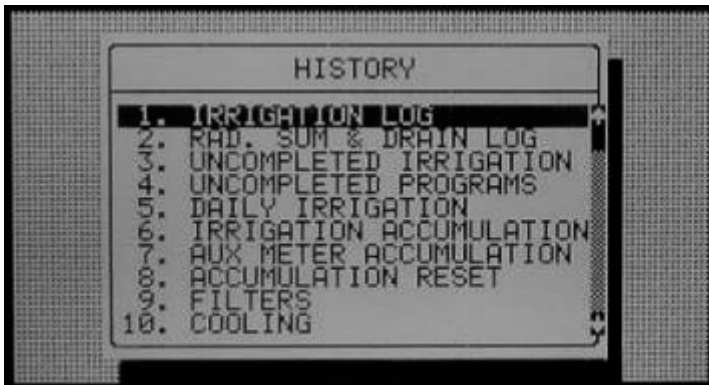 HISTORY
1. IRRIGATION LOG
2. RAD. SUM & DRAIN LOG
3. UNCOMPLETED IRRIGATION
4. UNCOMPLETED PROGRAMS
5. DAILY IRRIGATION
6. IRRIGATION ACCUMULATION
7. AUX METER ACCUMULATION
8. ACCUMULATION RESET
9. FILTERS
10. COOLING